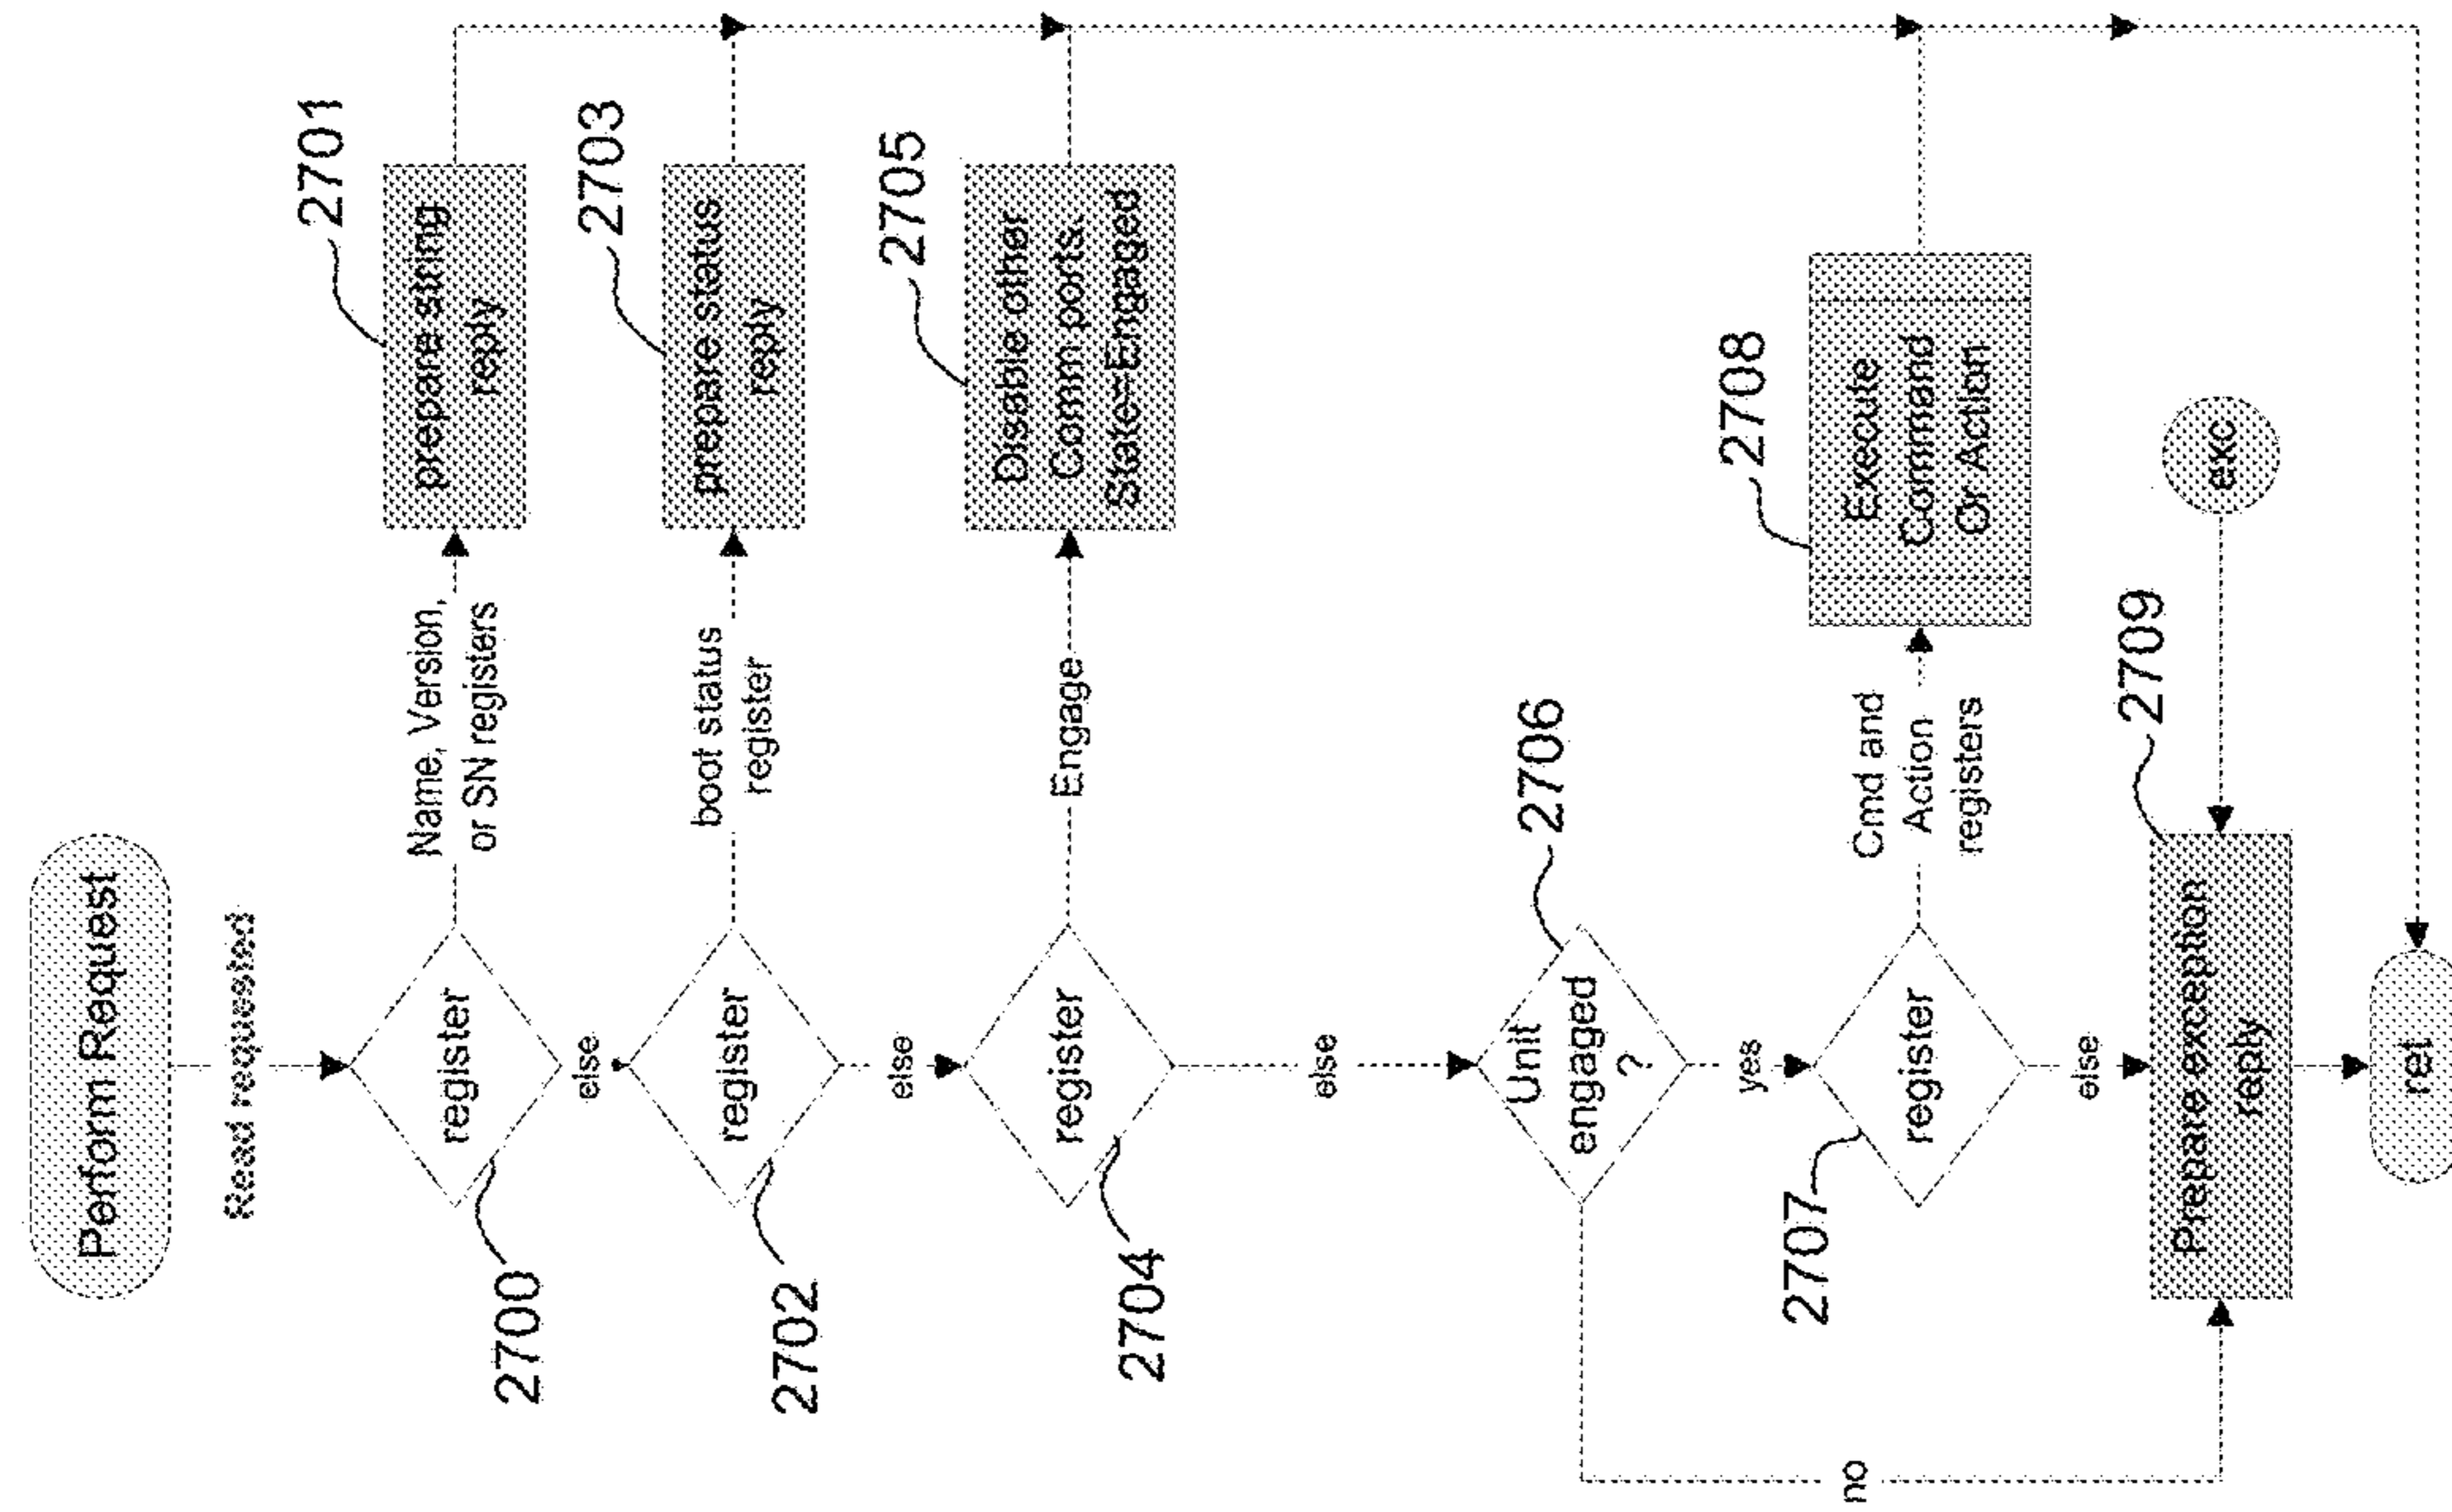 Perform Request
Read requested
register
2700
Name, Version,
or SN registers
prepare string
reply
2701
else
register
2702
boot status
register
prepare status
reply
2703
else
register
2704
Engage
Disable other
Comm ports.
State=Engaged
2705
else
Unit
engaged
?
2706
yes
no
register
2707
Cmd and
Action
registers
Execute
Command
Or Action
2708
else
Prepare exception
reply
2709
exc
ret